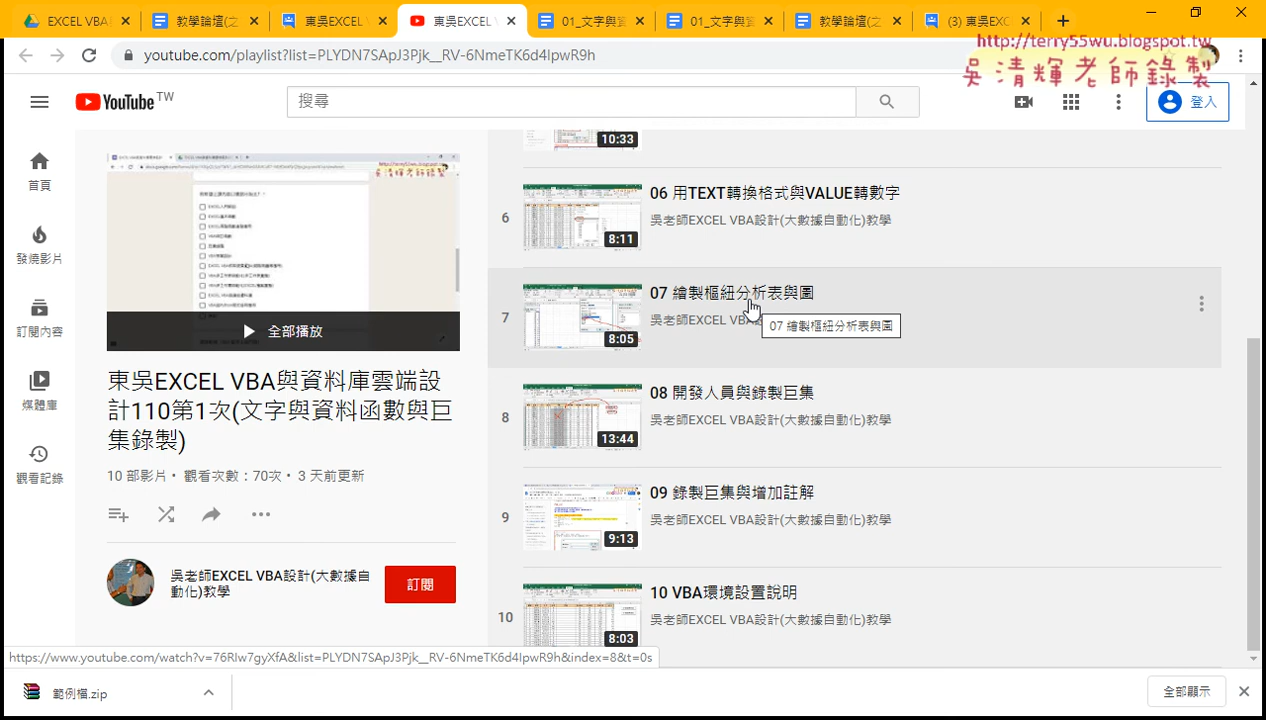 EXCEL VBA
教學論壇(之
東吳EXCEL V
東吳EXCEL
01_文字與資
01_文字與資
教學論壇(之
(3) 東吳EXC
youtube.com/playlist?list=PLYDN7SApJ3Pjk__RV-6NmeTK6d4IpwR9h
http://terry55wu.blogspot.tw
吳清輝老師錄製
YouTube TW
搜尋
登入
首頁
發燒影片
訂閱內容
媒體庫
觀看記錄
全部播放
東吳EXCEL VBA與資料庫雲端設
計110第1次(文字與資料函數與巨
集錄製)
10 部影片・ 觀看次數：70次・ 3 天前更新
吳老師EXCEL VBA設計(大數據自
動化)教學
訂閱
10:33
6
8:11
06 用TEXT轉換格式與VALUE轉數字
吳老師EXCEL VBA設計(大數據自動化)教學
7
8:05
07 繪製樞紐分析表與圖
吳老師EXCEL VBA
07 繪製樞紐分析表與圖
8
13:44
08 開發人員與錄製巨集
吳老師EXCEL VBA設計(大數據自動化)教學
9
9:13
09 錄製巨集與增加註解
吳老師EXCEL VBA設計(大數據自動化)教學
10
8:03
10 VBA環境設置說明
吳老師EXCEL VBA設計(大數據自動化)教學
https://www.youtube.com/watch?v=76RIw7gyXfA&list=PLYDN7SApJ3Pjk__RV-6NmeTK6d4IpwR9h&index=8&t=0s
範例檔.zip
全部顯示